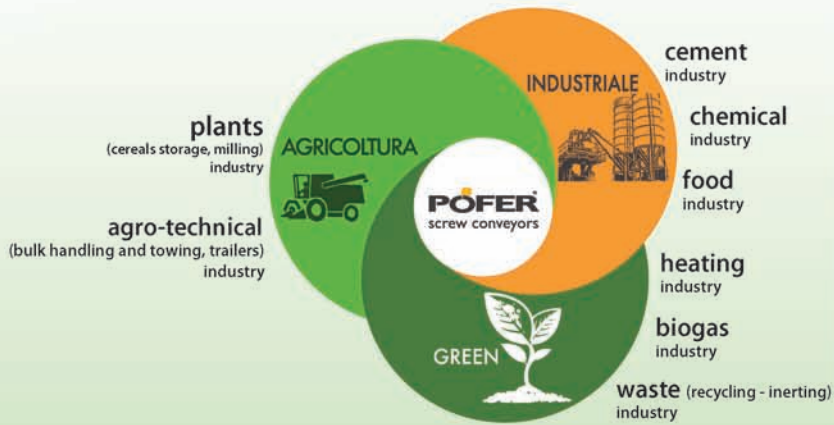 plants
(cereals storage, milling)
industry
agro-technical
(bulk handling and towing, trailers)
industry
AGRICOLTURA
INDUSTRIALE
PÒFER®
screw conveyors
GREEN
cement
industry
chemical
industry
food
industry
heating
industry
biogas
industry
waste (recycling - inerting)
industry